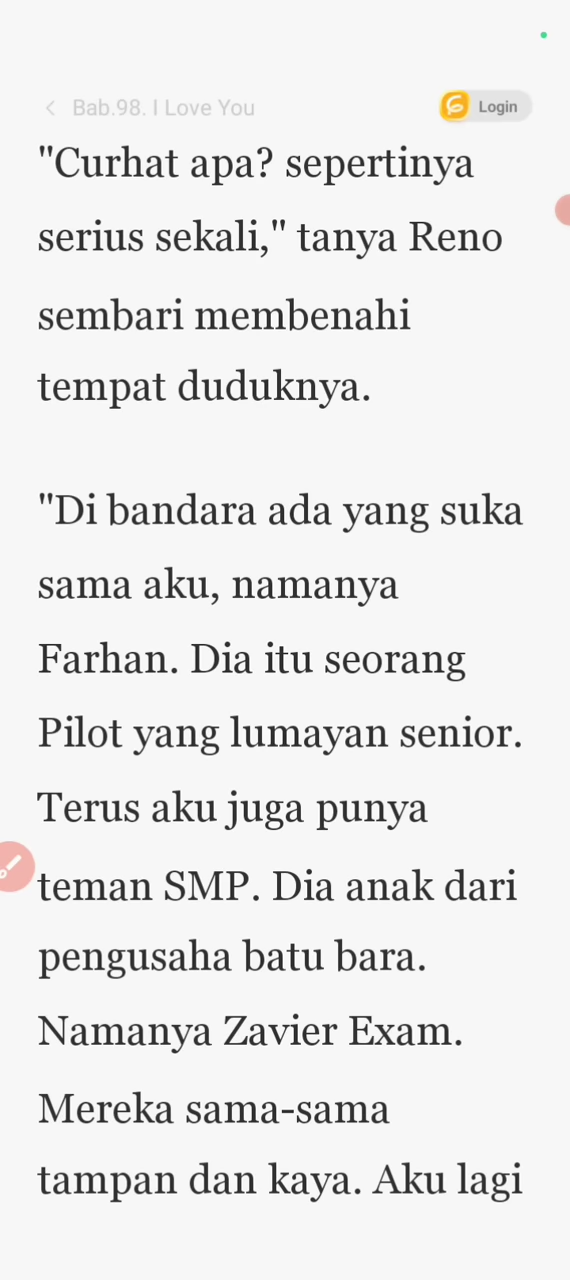 Bab.98. I Love You
Login
"Curhat apa? sepertinya
serius sekali," tanya Reno
sembari membenahi
tempat duduknya.
"Di bandara ada yang suka
sama aku, namanya
Farhan. Dia itu seorang
Pilot yang lumayan senior.
Terus aku juga punya
teman SMP. Dia anak dari
pengusaha batu bara.
Namanya Zavier Exam.
Mereka sama-sama
tampan dan kaya. Aku lagi